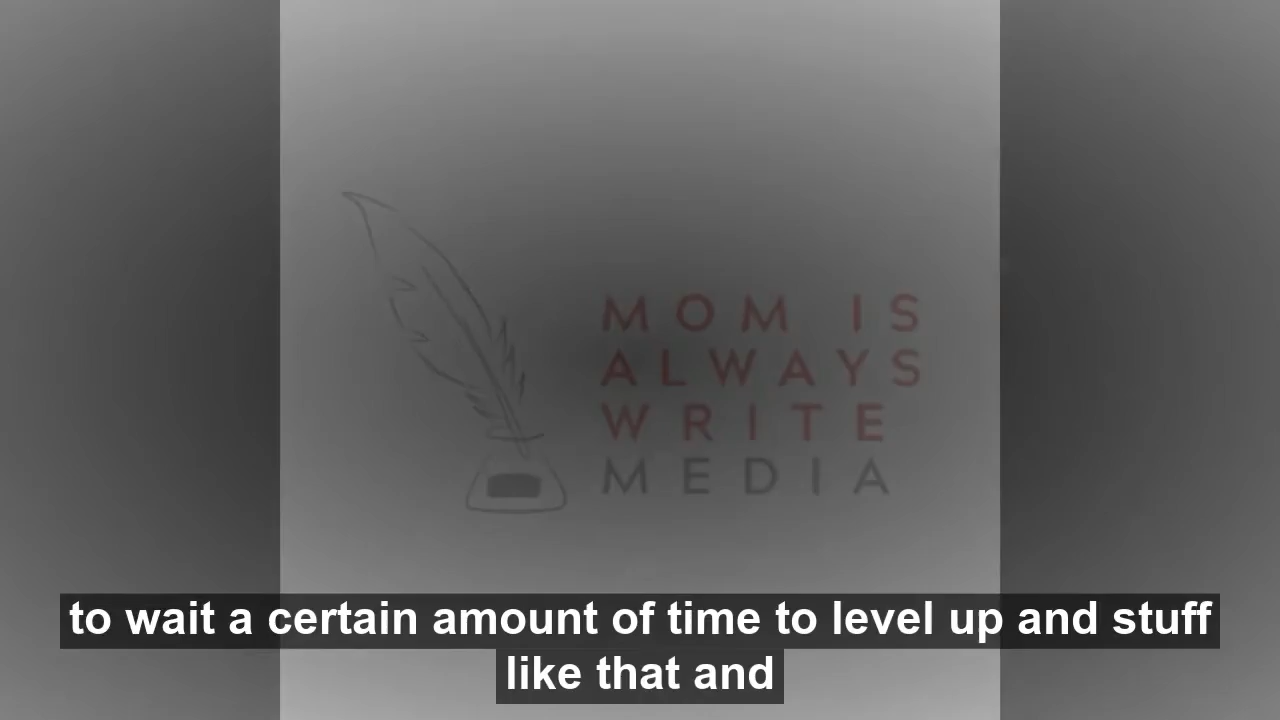 MOM IS
ALWAYS
WRITE
MEDIA
to wait a certain amount of time to level up and stuff
like that and